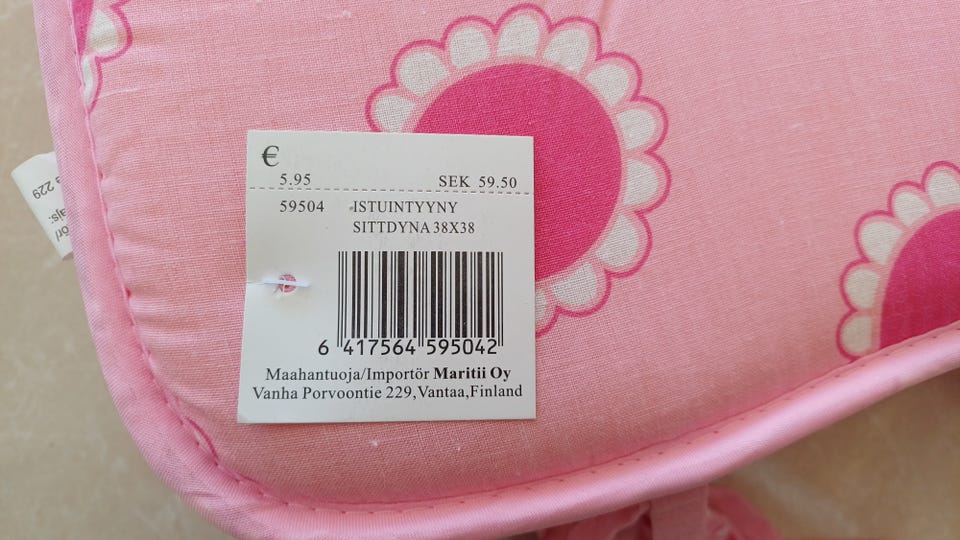 €
5.95 SEK 59.50
59504 ISTUINTYYNY
SITTDYNA 38X38
6 417564 595042
Maahantuoja/Importör Maritii Oy
Vanha Porvoontie 229, Vantaa, Finland
229